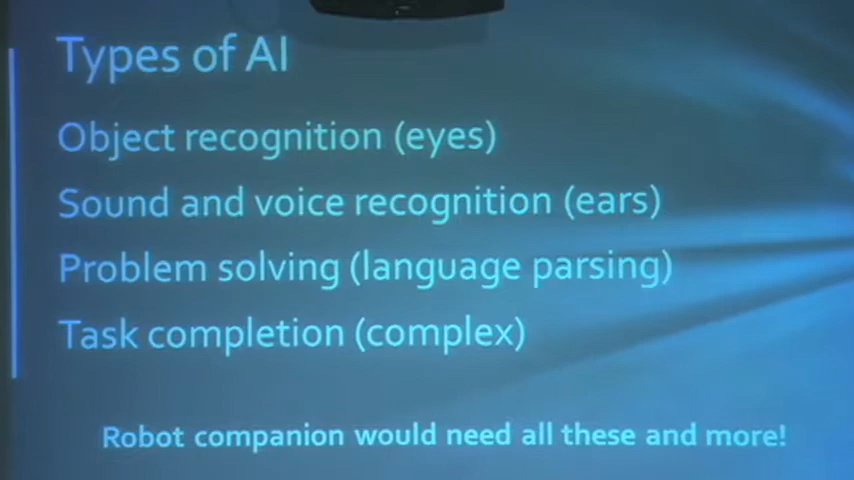 Types of AI
Object recognition (eyes)
Sound and voice recognition (ears)
Problem solving (language parsing)
Task completion (complex)
Robot companion would need all these and more!